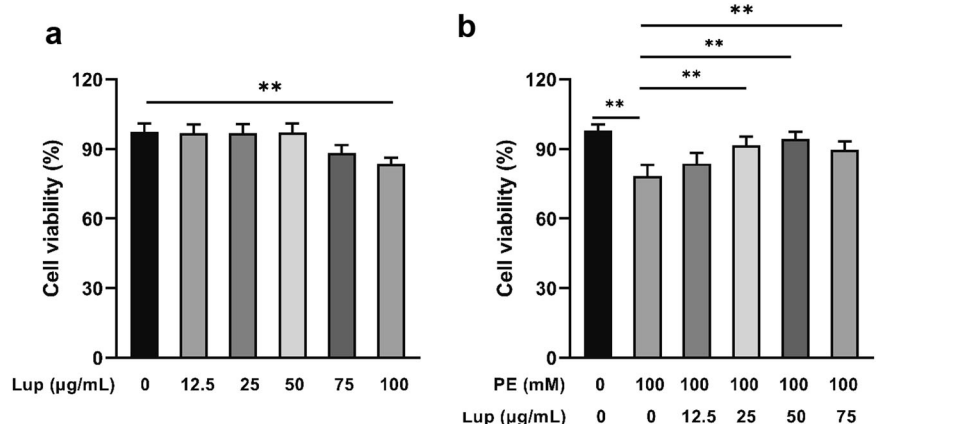 a
**
120
90
60
30
0
Cell viability (%)
Lup (μg/mL) 0 12.5 25 50 75 100
b
**
**
**
**
120
90
60
30
0
Cell viability (%)
PE (mM) 0 100 100 100 100 100
Lup (μg/mL) 0 0 12.5 25 50 75